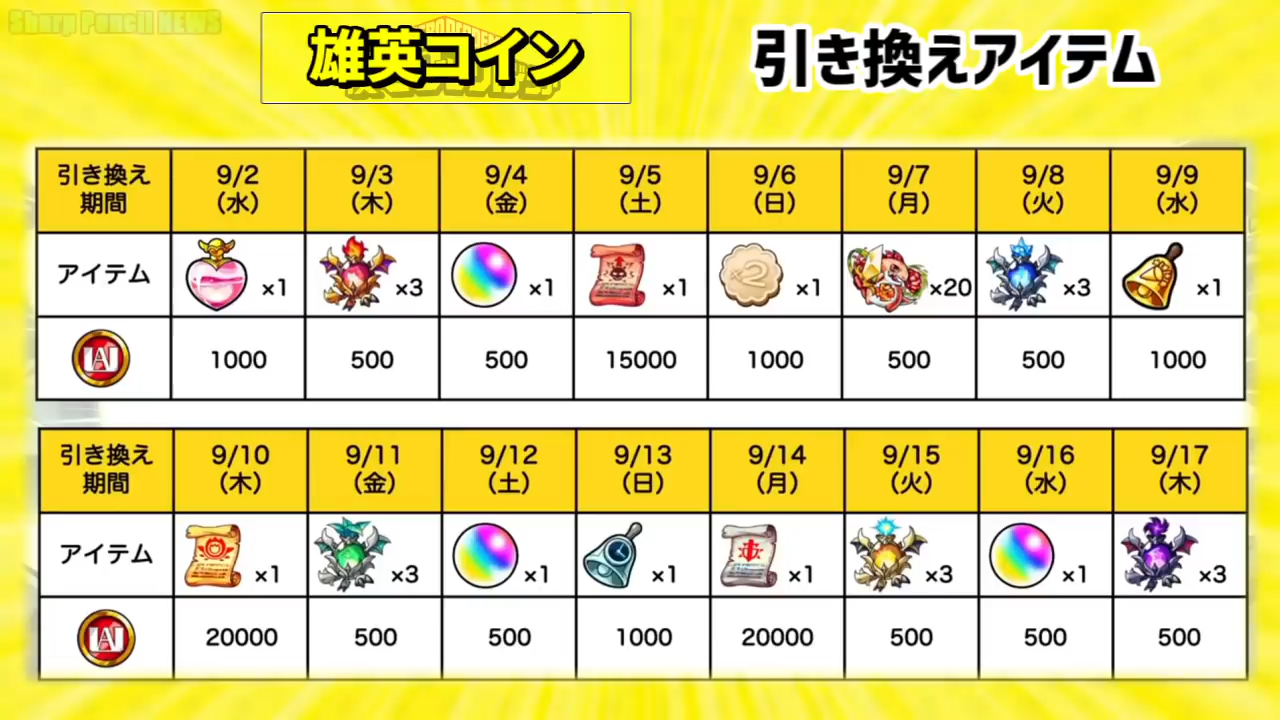 Sharp Pencil NEWS
雄英コイン
引き換えアイテム
引き換え期間 9/2（水） 9/3（木） 9/4（金） 9/5（土） 9/6（日） 9/7（月） 9/8（火） 9/9（水）
アイテム ×1 ×3 ×1 ×1 ×2 ×1 ×20 ×3 ×1
UA 1000 500 500 15000 1000 500 500 1000
引き換え期間 9/10（木） 9/11（金） 9/12（土） 9/13（日） 9/14（月） 9/15（火） 9/16（水） 9/17（木）
アイテム ×1 ×3 ×1 ×1 ×1 ×3 ×1 ×3
UA 20000 500 500 1000 20000 500 500 500